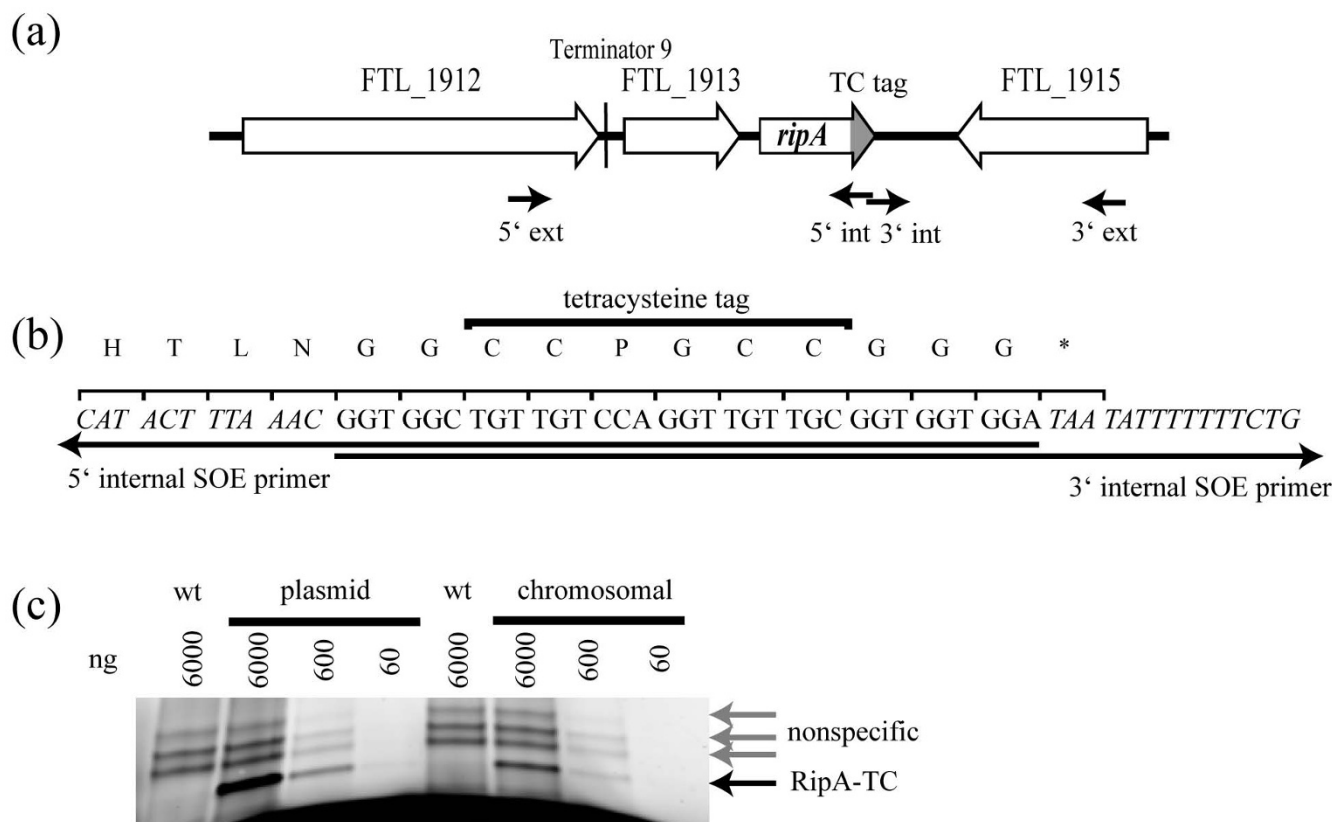 (a)
Terminator 9
FTL_1912
FTL_1913
TC tag
FTL_1915
ripA
5‘ ext
5‘ int
3‘ int
3‘ ext
(b)
tetracysteine tag
H T L N G G C C P G C C G G G *
CAT ACT TTA AAC GGT GGC TGT TGT CCA GGT TGT TGC GGT GGT GGA TAA TATTTTTTTCTG
5‘ internal SOE primer
3‘ internal SOE primer
(c)
wt plasmid wt chromosomal
ng 6000 6000 600 60 6000 6000 600 60
nonspecific
RipA-TC